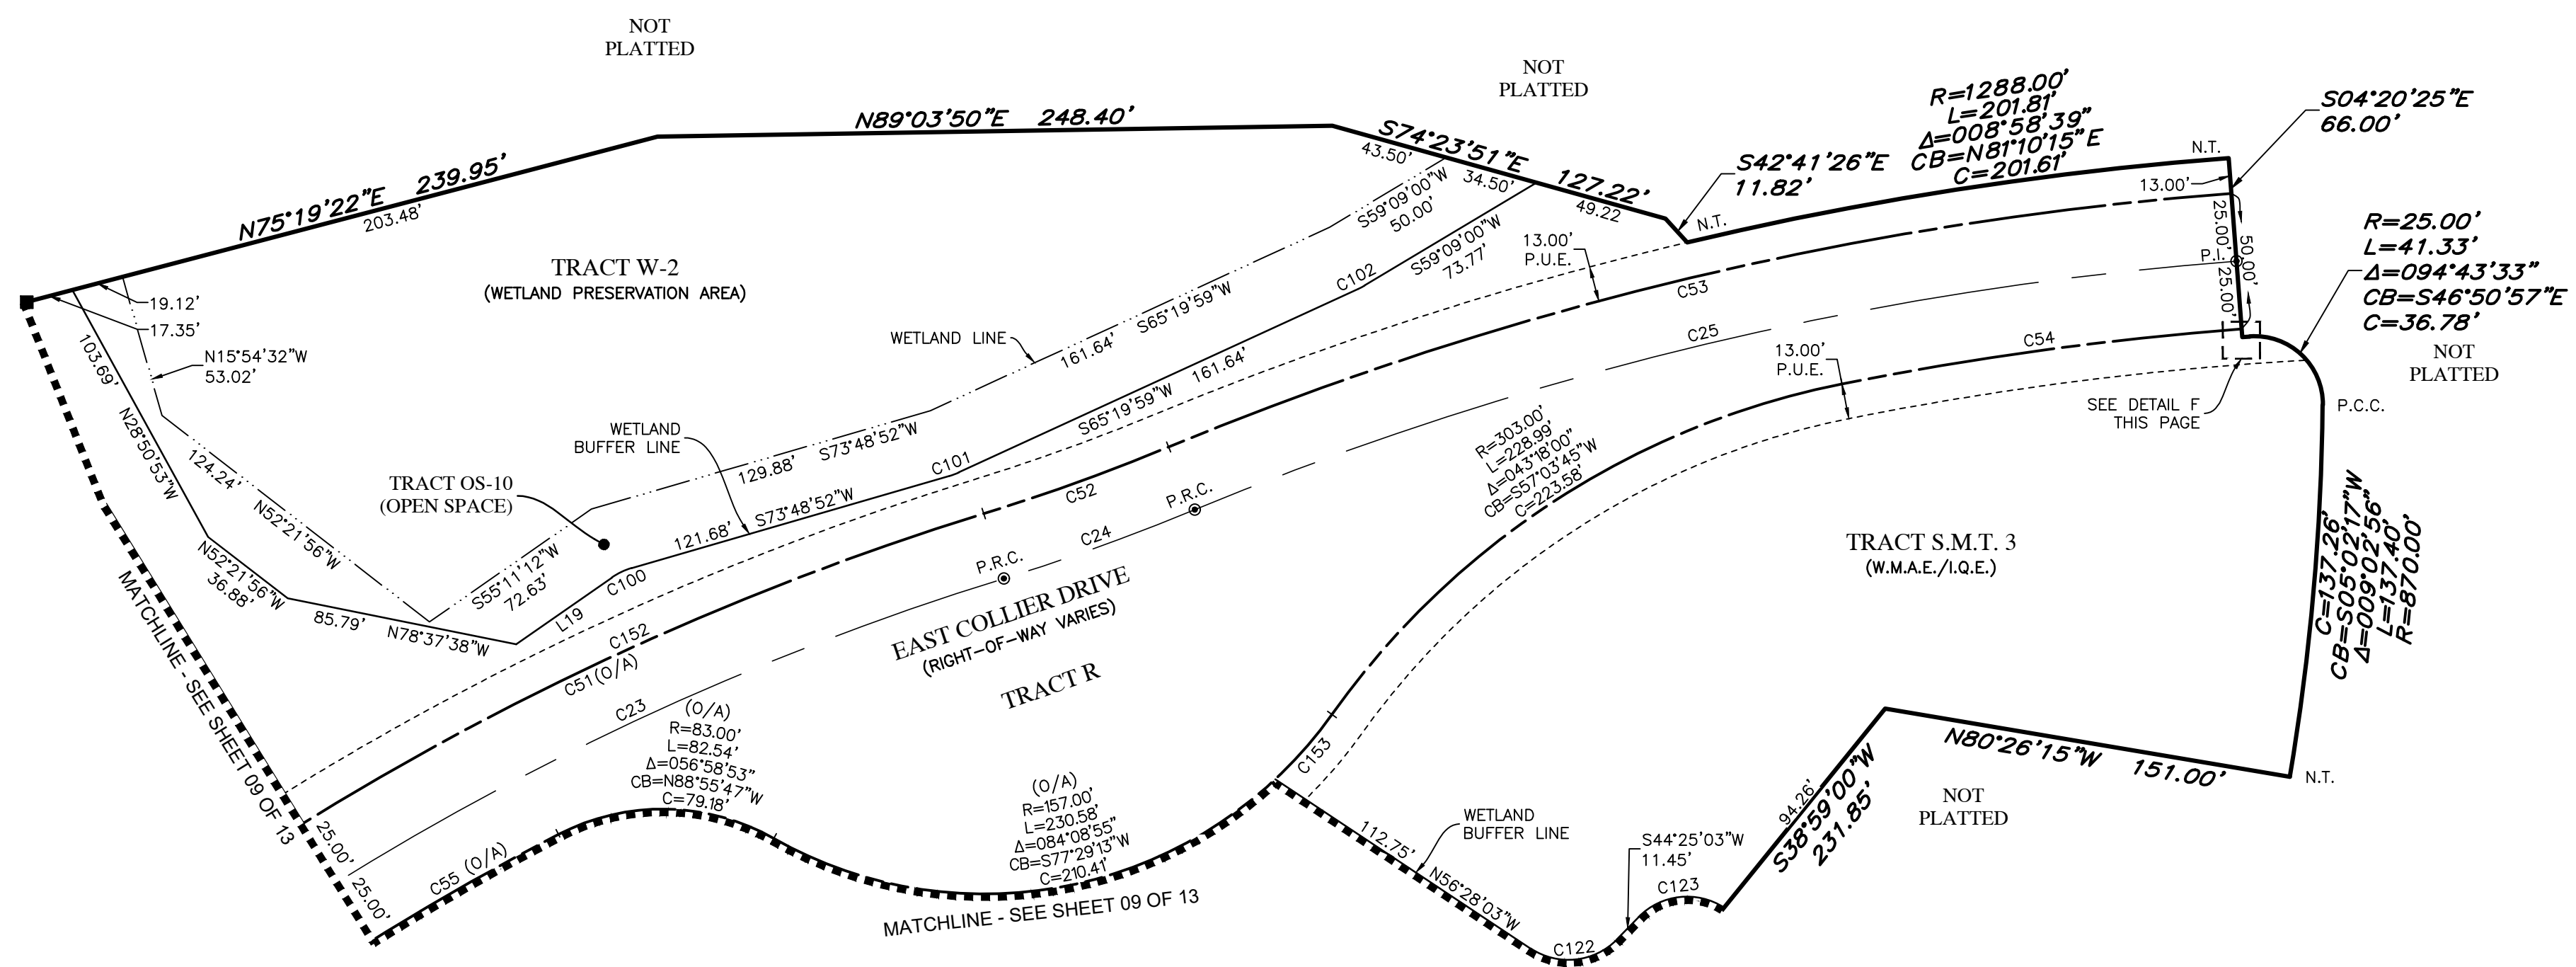 NOT
PLATTED
NOT
PLATTED
N75°19'22"E 239.95'
203.48'
N89°03'50"E 248.40'
S74°23'51"E 127.22'
43.50'
34.50'
49.22
S42°41'26"E
11.82'
N.T.
R=1288.00'
L=201.81'
Δ=008°58'39"
CB=N81°10'15"E
C=201.61'
N.T.
S04°20'25"E
66.00'
13.00'
25.00'
50.00'
P.I.
25.00'
R=25.00'
L=41.33'
Δ=094°43'33"
CB=S46°50'57"E
C=36.78'
NOT
PLATTED
P.C.C.
SEE DETAIL F
THIS PAGE
TRACT W-2
(WETLAND PRESERVATION AREA)
19.12'
17.35'
N15°54'32"W
53.02'
103.69'
N28°50'53"W
124.24'
N52°21'56"W
N52°21'56"W
36.88'
85.79'
N78°37'38"W
L19
C100
S55°11'12"W
72.63'
TRACT OS-10
(OPEN SPACE)
WETLAND
BUFFER LINE
WETLAND LINE
129.88' S73°48'52"W
121.68' S73°48'52"W
C101
161.64' S65°19'59"W
S65°19'59"W 161.64'
C102
S59°09'00"W
50.00'
S59°09'00"W
73.77'
13.00'
P.U.E.
C53
C25
13.00'
P.U.E.
C54
C52
P.R.C.
C24
P.R.C.
C152
C51(O/A)
C23
EAST COLLIER DRIVE
(RIGHT-OF-WAY VARIES)
TRACT R
R=303.00'
L=228.99'
Δ=043°18'00"
CB=S57°03'45"W
C=223.58'
TRACT S.M.T. 3
(W.M.A.E./I.Q.E.)
C=137.26'
CB=S05°02'17"W
Δ=009°02'56"
L=137.40'
R=870.00'
N.T.
N80°26'15"W 151.00'
NOT
PLATTED
94.26'
S38°59'00"W
231.85'
MATCHLINE - SEE SHEET 09 OF 13
25.00'
25.00'
C55 (O/A)
(O/A)
R=83.00'
L=82.54'
Δ=056°58'53"
CB=N88°55'47"W
C=79.18'
(O/A)
R=157.00'
L=230.58'
Δ=084°08'55"
CB=S77°29'13"W
C=210.41'
MATCHLINE - SEE SHEET 09 OF 13
C153
112.75' N56°28'03"W
WETLAND
BUFFER LINE
S44°25'03"W
11.45'
C123
C122